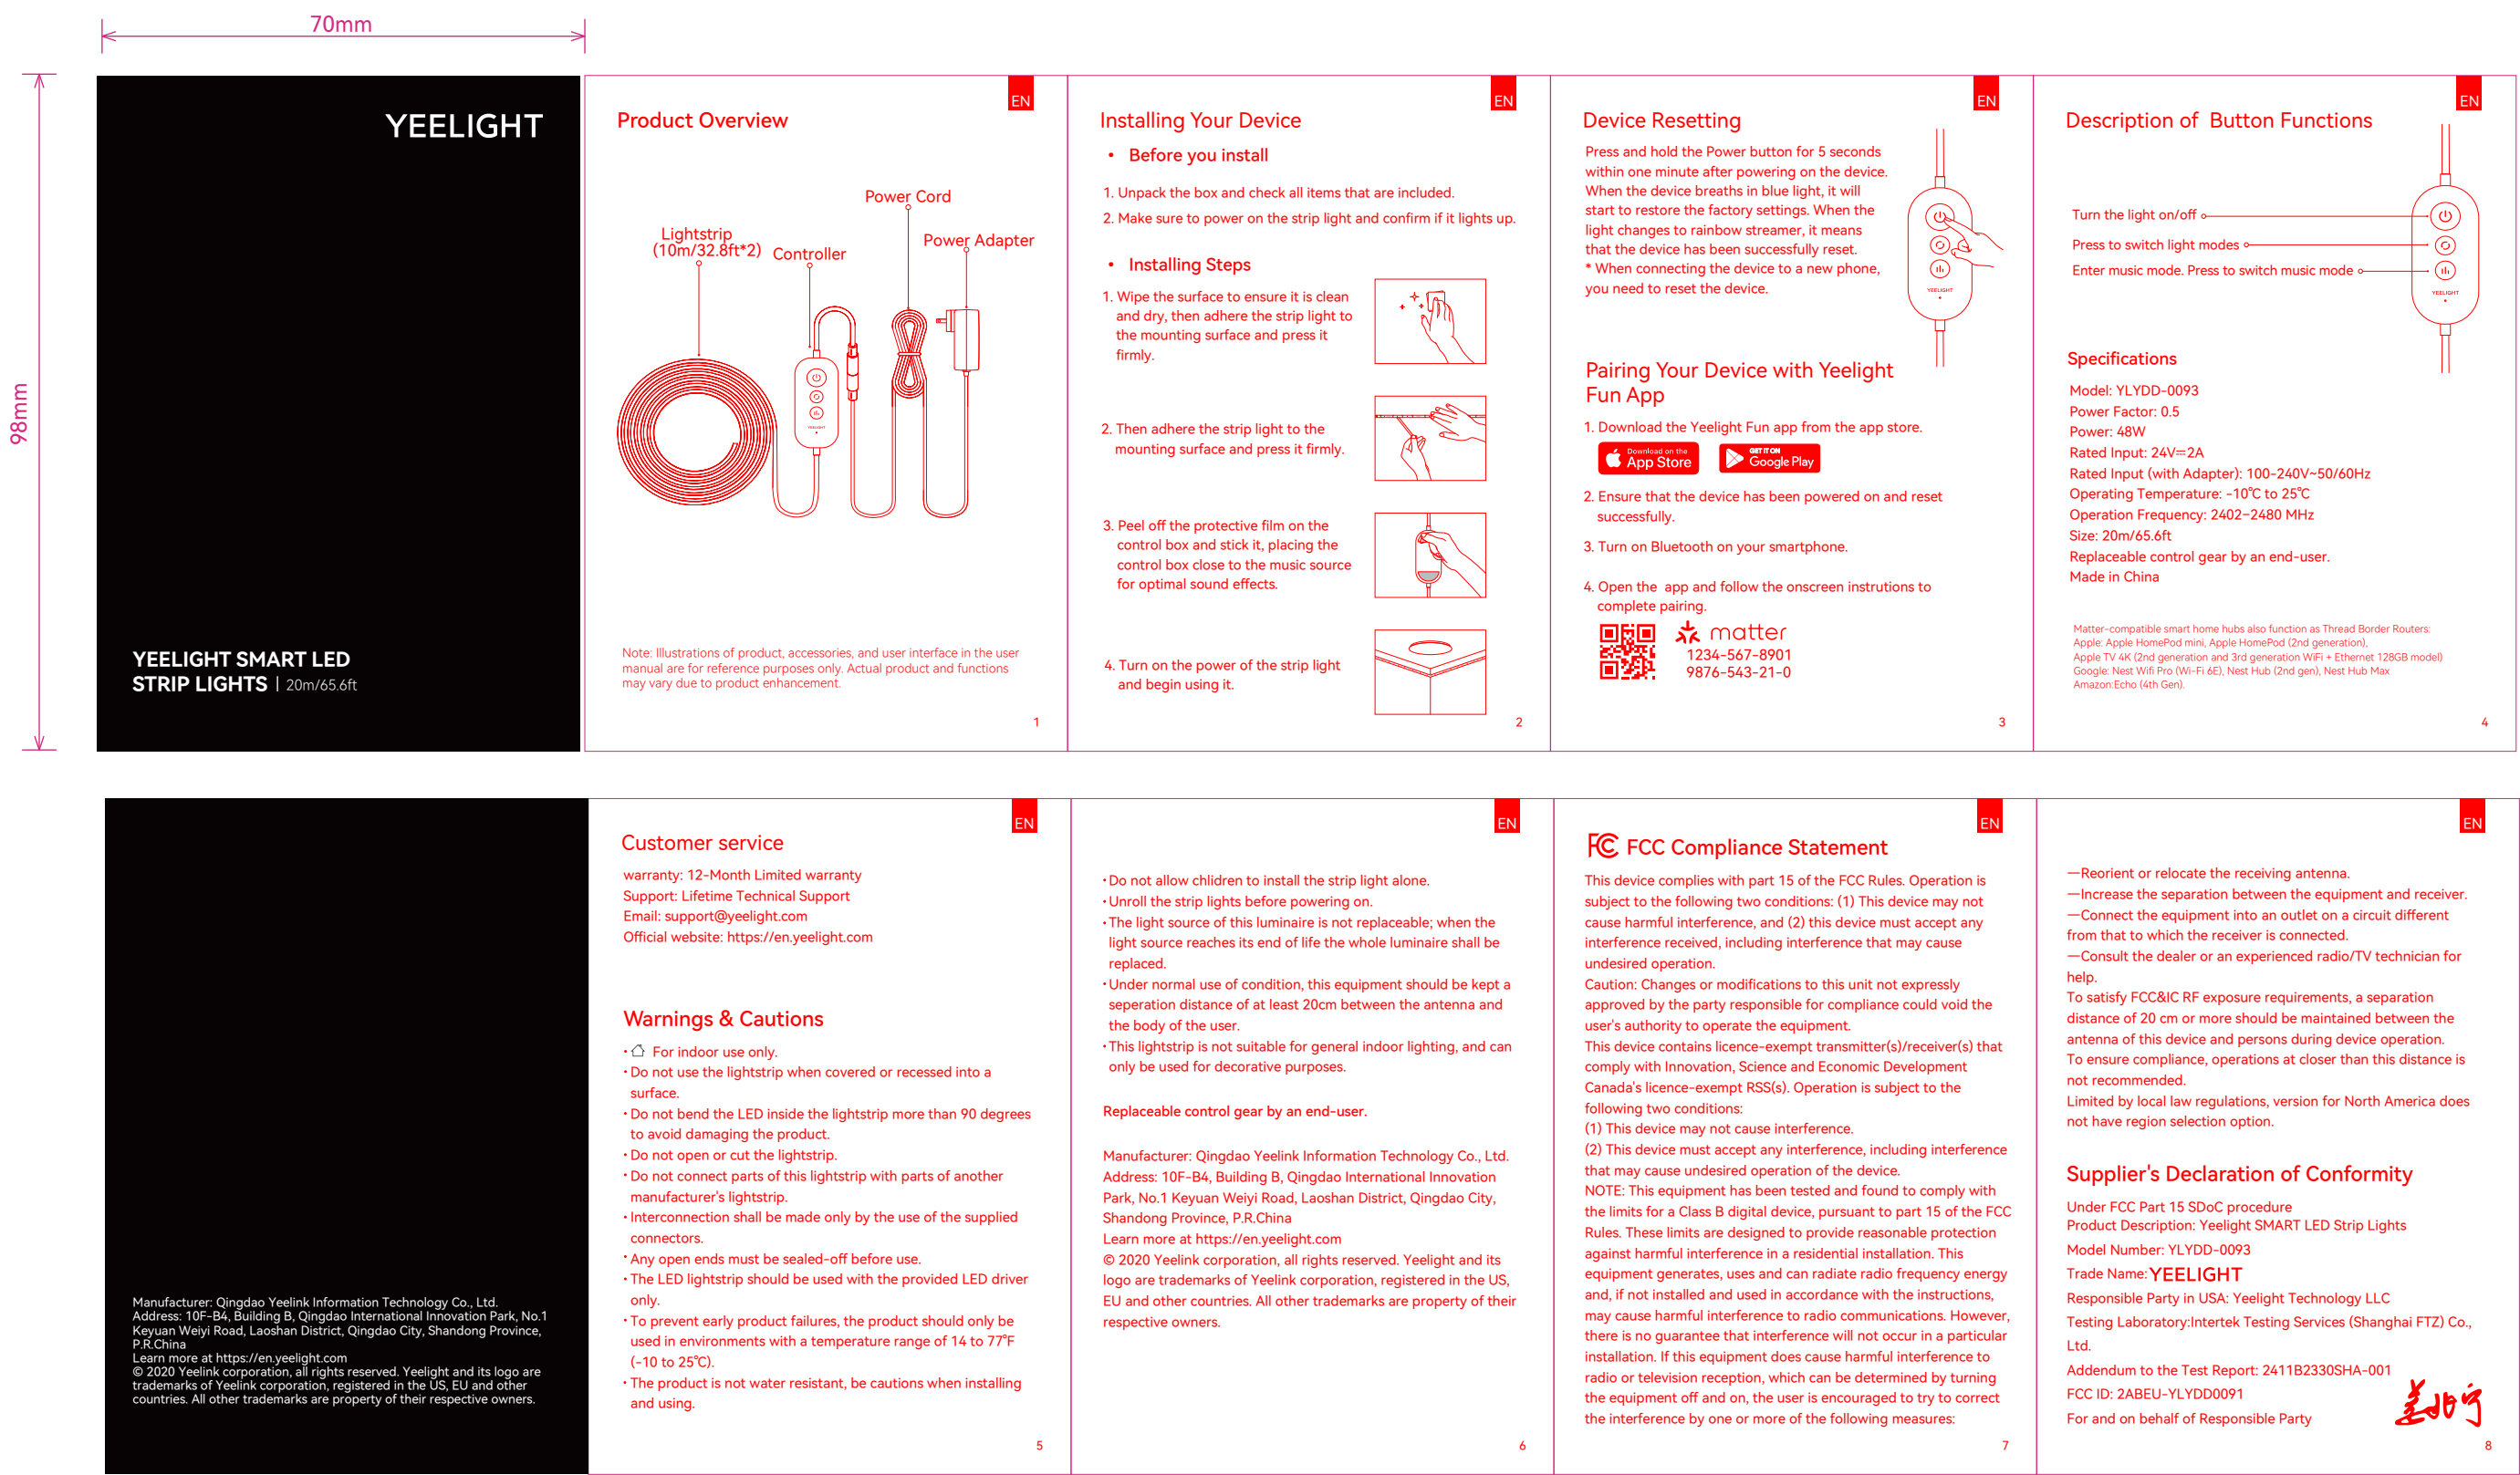 70mm
98mm
YEELIGHT
YEELIGHT SMART LED
STRIP LIGHTS | 20m/65.6ft
EN
Product Overview
Power Cord
Lightstrip
(10m/32.8ft*2)
Controller
Power Adapter
YEELIGHT
Note: Illustrations of product, accessories, and user interface in the user
manual are for reference purposes only. Actual product and functions
may vary due to product enhancement.
1
EN
Installing Your Device
• Before you install
1. Unpack the box and check all items that are included.
2. Make sure to power on the strip light and confirm if it lights up.
• Installing Steps
1. Wipe the surface to ensure it is clean
and dry, then adhere the strip light to
the mounting surface and press it
firmly.
2. Then adhere the strip light to the
mounting surface and press it firmly.
3. Peel off the protective film on the
control box and stick it, placing the
control box close to the music source
for optimal sound effects.
4. Turn on the power of the strip light
and begin using it.
2
EN
Device Resetting
Press and hold the Power button for 5 seconds
within one minute after powering on the device.
When the device breaths in blue light, it will
start to restore the factory settings. When the
light changes to rainbow streamer, it means
that the device has been successfully reset.
* When connecting the device to a new phone,
you need to reset the device.
YEELIGHT
Pairing Your Device with Yeelight
Fun App
1. Download the Yeelight Fun app from the app store.
Download on the
App Store
GET IT ON
Google Play
2. Ensure that the device has been powered on and reset
successfully.
3. Turn on Bluetooth on your smartphone.
4. Open the  app and follow the onscreen instrutions to
complete pairing.
matter
1234-567-8901
9876-543-21-0
3
EN
Description of  Button Functions
Turn the light on/off
Press to switch light modes
Enter music mode. Press to switch music mode
YEELIGHT
Specifications
Model: YLYDD-0093
Power Factor: 0.5
Power: 48W
Rated Input: 24V⎓2A
Rated Input (with Adapter): 100-240V~50/60Hz
Operating Temperature: -10℃ to 25℃
Operation Frequency: 2402–2480 MHz
Size: 20m/65.6ft
Replaceable control gear by an end-user.
Made in China
Matter-compatible smart home hubs also function as Thread Border Routers:
Apple: Apple HomePod mini, Apple HomePod (2nd generation),
Apple TV 4K (2nd generation and 3rd generation WiFi + Ethernet 128GB model)
Google: Nest Wifi Pro (Wi-Fi 6E), Nest Hub (2nd gen), Nest Hub Max
Amazon:Echo (4th Gen).
4
Manufacturer: Qingdao Yeelink Information Technology Co., Ltd.
Address: 10F-B4, Building B, Qingdao International Innovation Park, No.1
Keyuan Weiyi Road, Laoshan District, Qingdao City, Shandong Province,
P.R.China
Learn more at https://en.yeelight.com
© 2020 Yeelink corporation, all rights reserved. Yeelight and its logo are
trademarks of Yeelink corporation, registered in the US, EU and other
countries. All other trademarks are property of their respective owners.
EN
Customer service
warranty: 12-Month Limited warranty
Support: Lifetime Technical Support
Email: support@yeelight.com
Official website: https://en.yeelight.com
Warnings & Cautions
• For indoor use only.
• Do not use the lightstrip when covered or recessed into a
surface.
• Do not bend the LED inside the lightstrip more than 90 degrees
to avoid damaging the product.
• Do not open or cut the lightstrip.
• Do not connect parts of this lightstrip with parts of another
manufacturer's lightstrip.
• Interconnection shall be made only by the use of the supplied
connectors.
• Any open ends must be sealed-off before use.
• The LED lightstrip should be used with the provided LED driver
only.
• To prevent early product failures, the product should only be
used in environments with a temperature range of 14 to 77℉
(-10 to 25℃).
• The product is not water resistant, be cautions when installing
and using.
5
EN
• Do not allow chlidren to install the strip light alone.
• Unroll the strip lights before powering on.
• The light source of this luminaire is not replaceable; when the
light source reaches its end of life the whole luminaire shall be
replaced.
• Under normal use of condition, this equipment should be kept a
seperation distance of at least 20cm between the antenna and
the body of the user.
• This lightstrip is not suitable for general indoor lighting, and can
only be used for decorative purposes.
Replaceable control gear by an end-user.
Manufacturer: Qingdao Yeelink Information Technology Co., Ltd.
Address: 10F-B4, Building B, Qingdao International Innovation
Park, No.1 Keyuan Weiyi Road, Laoshan District, Qingdao City,
Shandong Province, P.R.China
Learn more at https://en.yeelight.com
© 2020 Yeelink corporation, all rights reserved. Yeelight and its
logo are trademarks of Yeelink corporation, registered in the US,
EU and other countries. All other trademarks are property of their
respective owners.
6
EN
FCC FCC Compliance Statement
This device complies with part 15 of the FCC Rules. Operation is
subject to the following two conditions: (1) This device may not
cause harmful interference, and (2) this device must accept any
interference received, including interference that may cause
undesired operation.
Caution: Changes or modifications to this unit not expressly
approved by the party responsible for compliance could void the
user's authority to operate the equipment.
This device contains licence-exempt transmitter(s)/receiver(s) that
comply with Innovation, Science and Economic Development
Canada's licence-exempt RSS(s). Operation is subject to the
following two conditions:
(1) This device may not cause interference.
(2) This device must accept any interference, including interference
that may cause undesired operation of the device.
NOTE: This equipment has been tested and found to comply with
the limits for a Class B digital device, pursuant to part 15 of the FCC
Rules. These limits are designed to provide reasonable protection
against harmful interference in a residential installation. This
equipment generates, uses and can radiate radio frequency energy
and, if not installed and used in accordance with the instructions,
may cause harmful interference to radio communications. However,
there is no guarantee that interference will not occur in a particular
installation. If this equipment does cause harmful interference to
radio or television reception, which can be determined by turning
the equipment off and on, the user is encouraged to try to correct
the interference by one or more of the following measures:
7
EN
—Reorient or relocate the receiving antenna.
—Increase the separation between the equipment and receiver.
—Connect the equipment into an outlet on a circuit different
from that to which the receiver is connected.
—Consult the dealer or an experienced radio/TV technician for
help.
To satisfy FCC&IC RF exposure requirements, a separation
distance of 20 cm or more should be maintained between the
antenna of this device and persons during device operation.
To ensure compliance, operations at closer than this distance is
not recommended.
Limited by local law regulations, version for North America does
not have region selection option.
Supplier's Declaration of Conformity
Under FCC Part 15 SDoC procedure
Product Description: Yeelight SMART LED Strip Lights
Model Number: YLYDD-0093
Trade Name: YEELIGHT
Responsible Party in USA: Yeelight Technology LLC
Testing Laboratory:Intertek Testing Services (Shanghai FTZ) Co.,
Ltd.
Addendum to the Test Report: 2411B2330SHA-001
FCC ID: 2ABEU-YLYDD0091
For and on behalf of Responsible Party
8